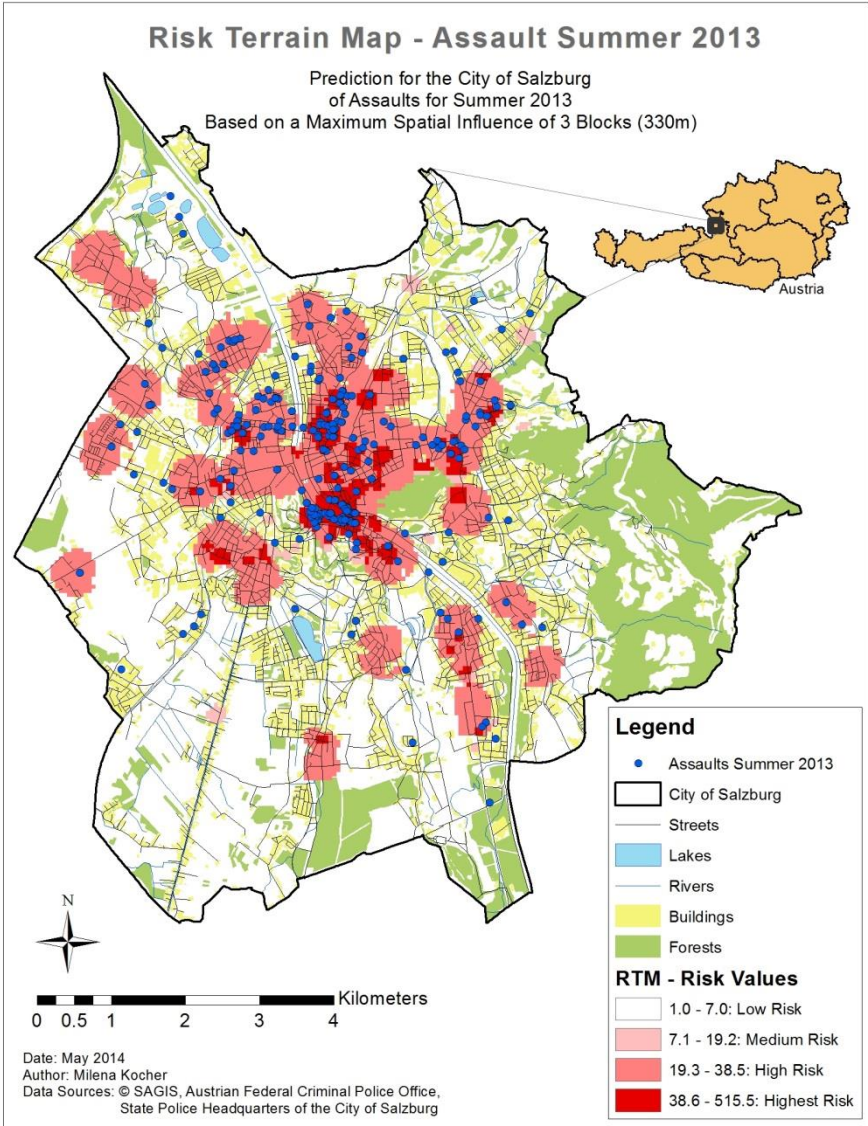 Risk Terrain Map - Assault Summer 2013
Prediction for the City of Salzburg
of Assaults for Summer 2013
Based on a Maximum Spatial Influence of 3 Blocks (330m)
Austria
Legend
Assaults Summer 2013
City of Salzburg
Streets
Lakes
Rivers
Buildings
Forests
RTM - Risk Values
1.0 - 7.0: Low Risk
7.1 - 19.2: Medium Risk
19.3 - 38.5: High Risk
38.6 - 515.5: Highest Risk
N
Kilometers
0 0.5 1 2 3 4
Date: May 2014
Author: Milena Kocher
Data Sources: © SAGIS, Austrian Federal Criminal Police Office,
State Police Headquarters of the City of Salzburg